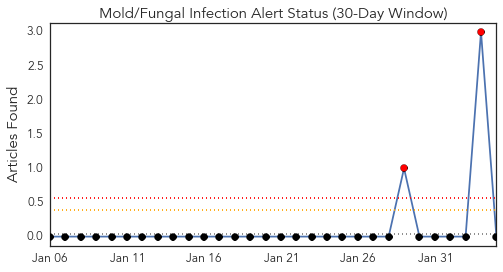 Mold/Fungal Infection Alert Status (30-Day Window)
Articles Found
3.0
2.5
2.0
1.5
1.0
0.5
0.0
Jan 06 Jan 11 Jan 16 Jan 21 Jan 26 Jan 31